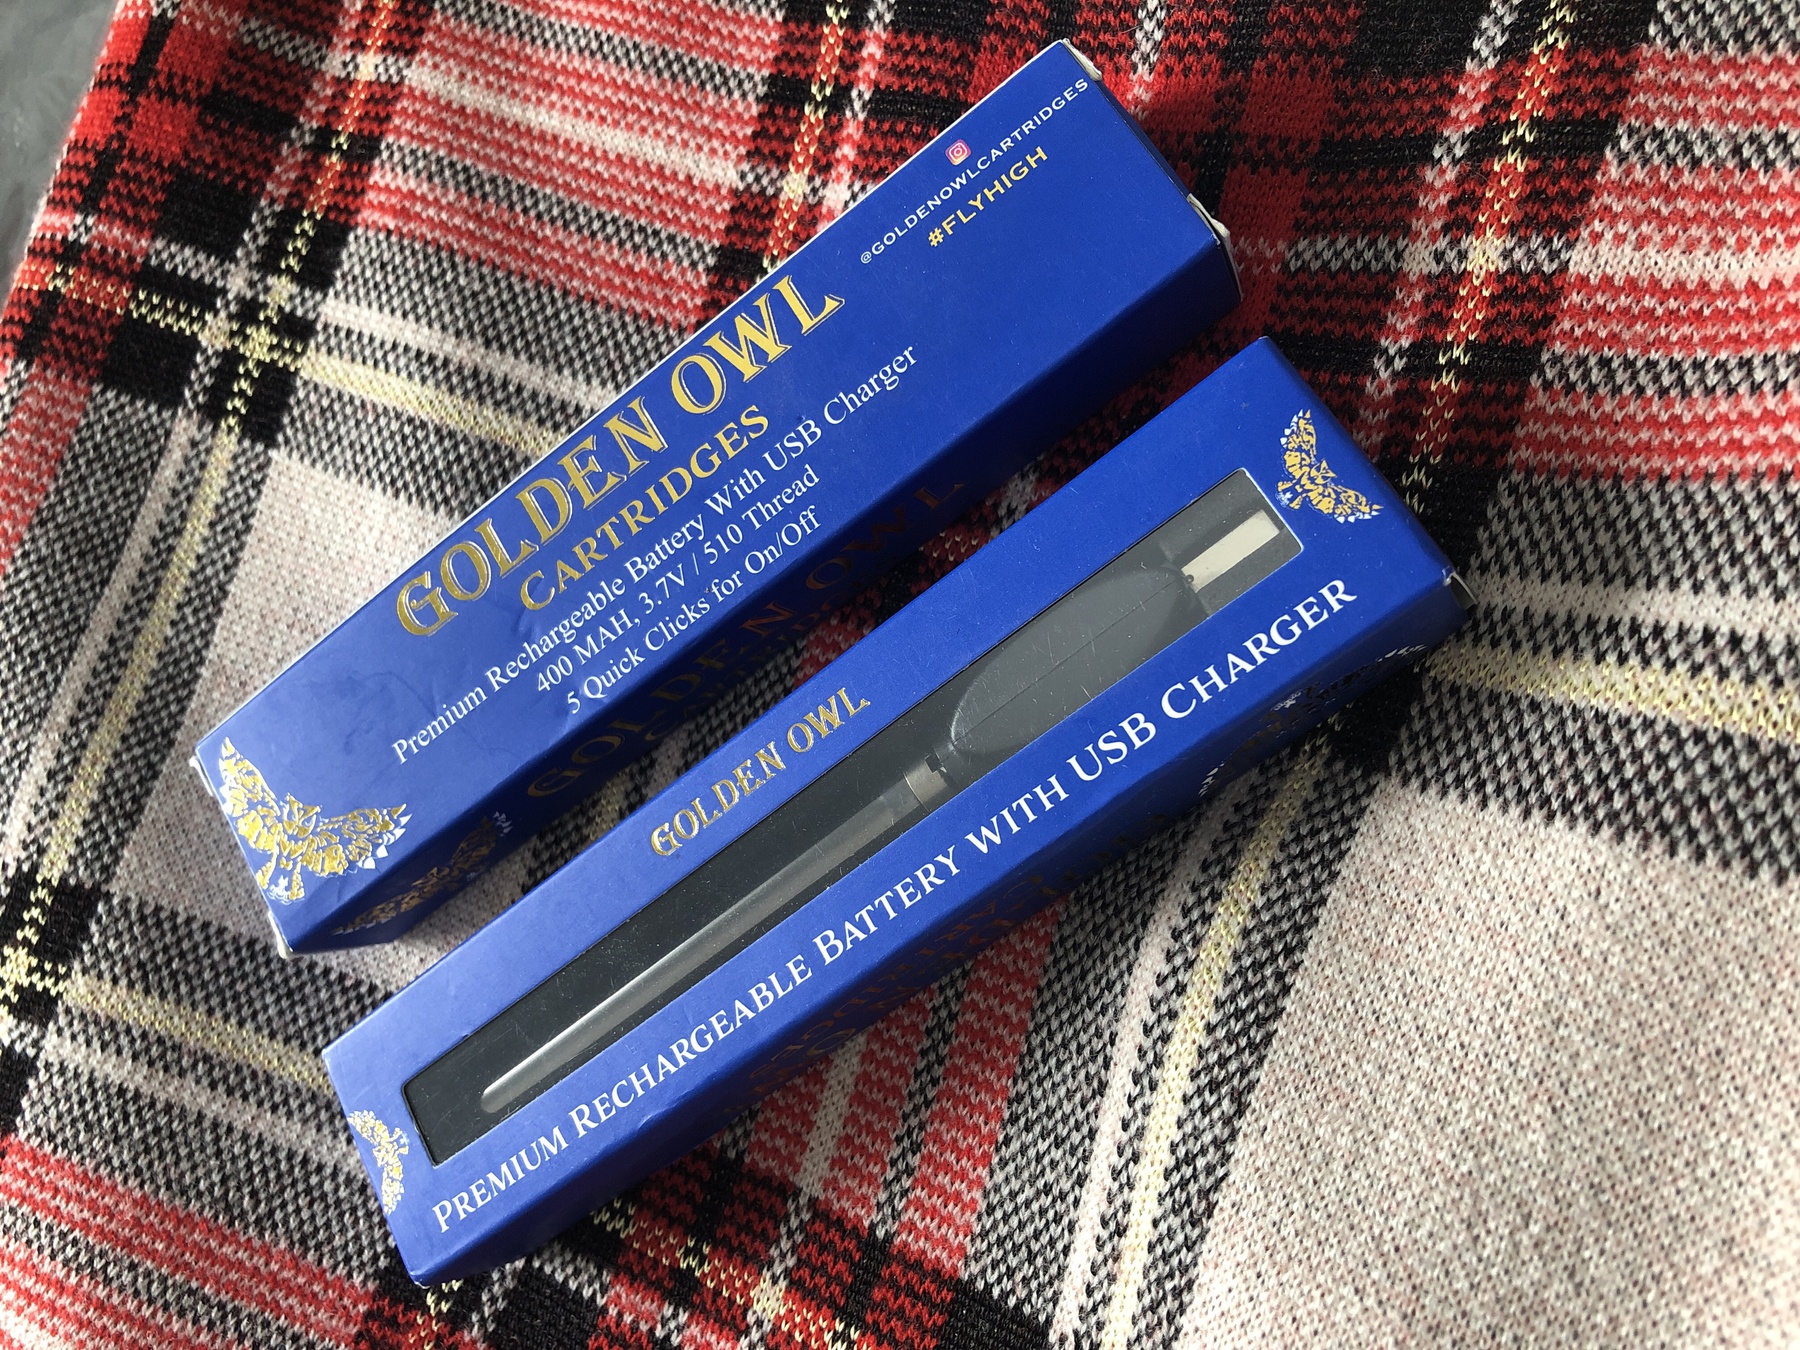 @GOLDENOWLCARTRIDGES
#FLYHIGH
GOLDEN OWL
CARTRIDGES
Premium Rechargeable Battery With USB Charger
400 MAH, 3.7V / 510 Thread
5 Quick Clicks for On/Off
GOLDEN OWL
GOLDEN OWL
PREMIUM RECHARGEABLE BATTERY WITH USB CHARGER